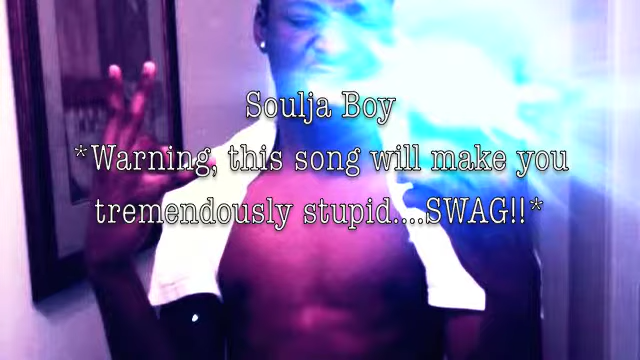 Soulja Boy
*Warning, this song will make you
tremendously stupid....SWAG!!*